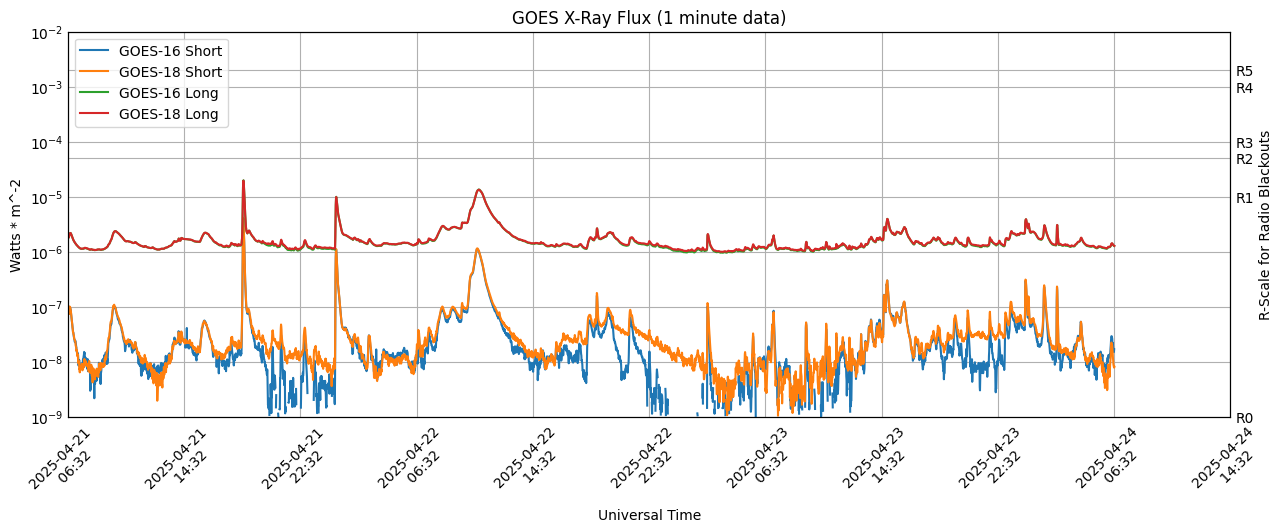 GOES X-Ray Flux (1 minute data)
GOES-16 Short
GOES-18 Short
GOES-16 Long
GOES-18 Long
Watts * m^-2
10⁻²
10⁻³
10⁻⁴
10⁻⁵
10⁻⁶
10⁻⁷
10⁻⁸
10⁻⁹
R5
R4
R3
R2
R1
R0
R-Scale for Radio Blackouts
2025-04-21
06:32
2025-04-21
14:32
2025-04-21
22:32
2025-04-22
06:32
2025-04-22
14:32
2025-04-22
22:32
2025-04-23
06:32
2025-04-23
14:32
2025-04-23
22:32
2025-04-24
06:32
2025-04-24
14:32
Universal Time